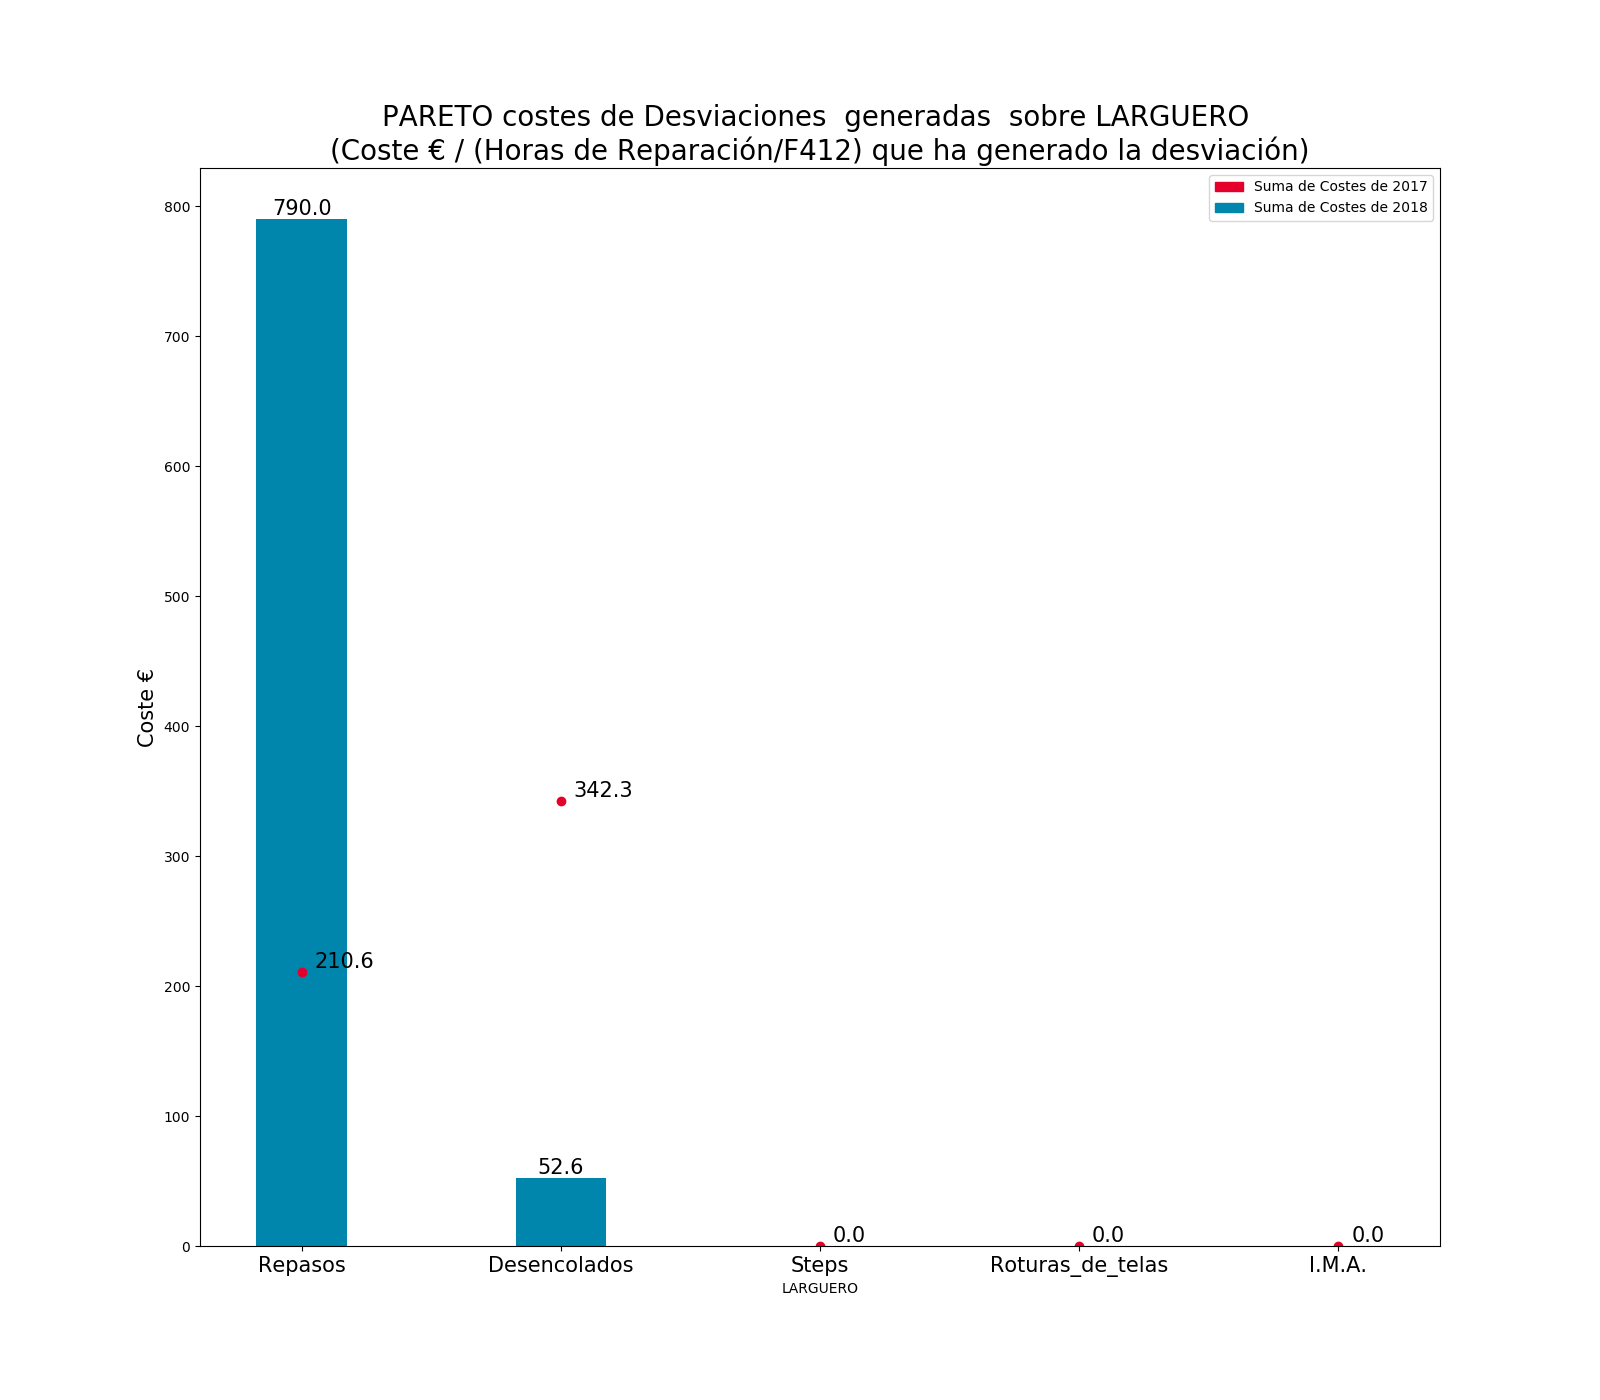 PARETO costes de Desviaciones  generadas  sobre LARGUERO
(Coste € / (Horas de Reparación/F412) que ha generado la desviación)
Suma de Costes de 2017
Suma de Costes de 2018
800
700
600
500
400
300
200
100
0
Coste €
790.0
210.6
342.3
52.6
0.0
0.0
0.0
Repasos
Desencolados
Steps
Roturas_de_telas
I.M.A.
LARGUERO